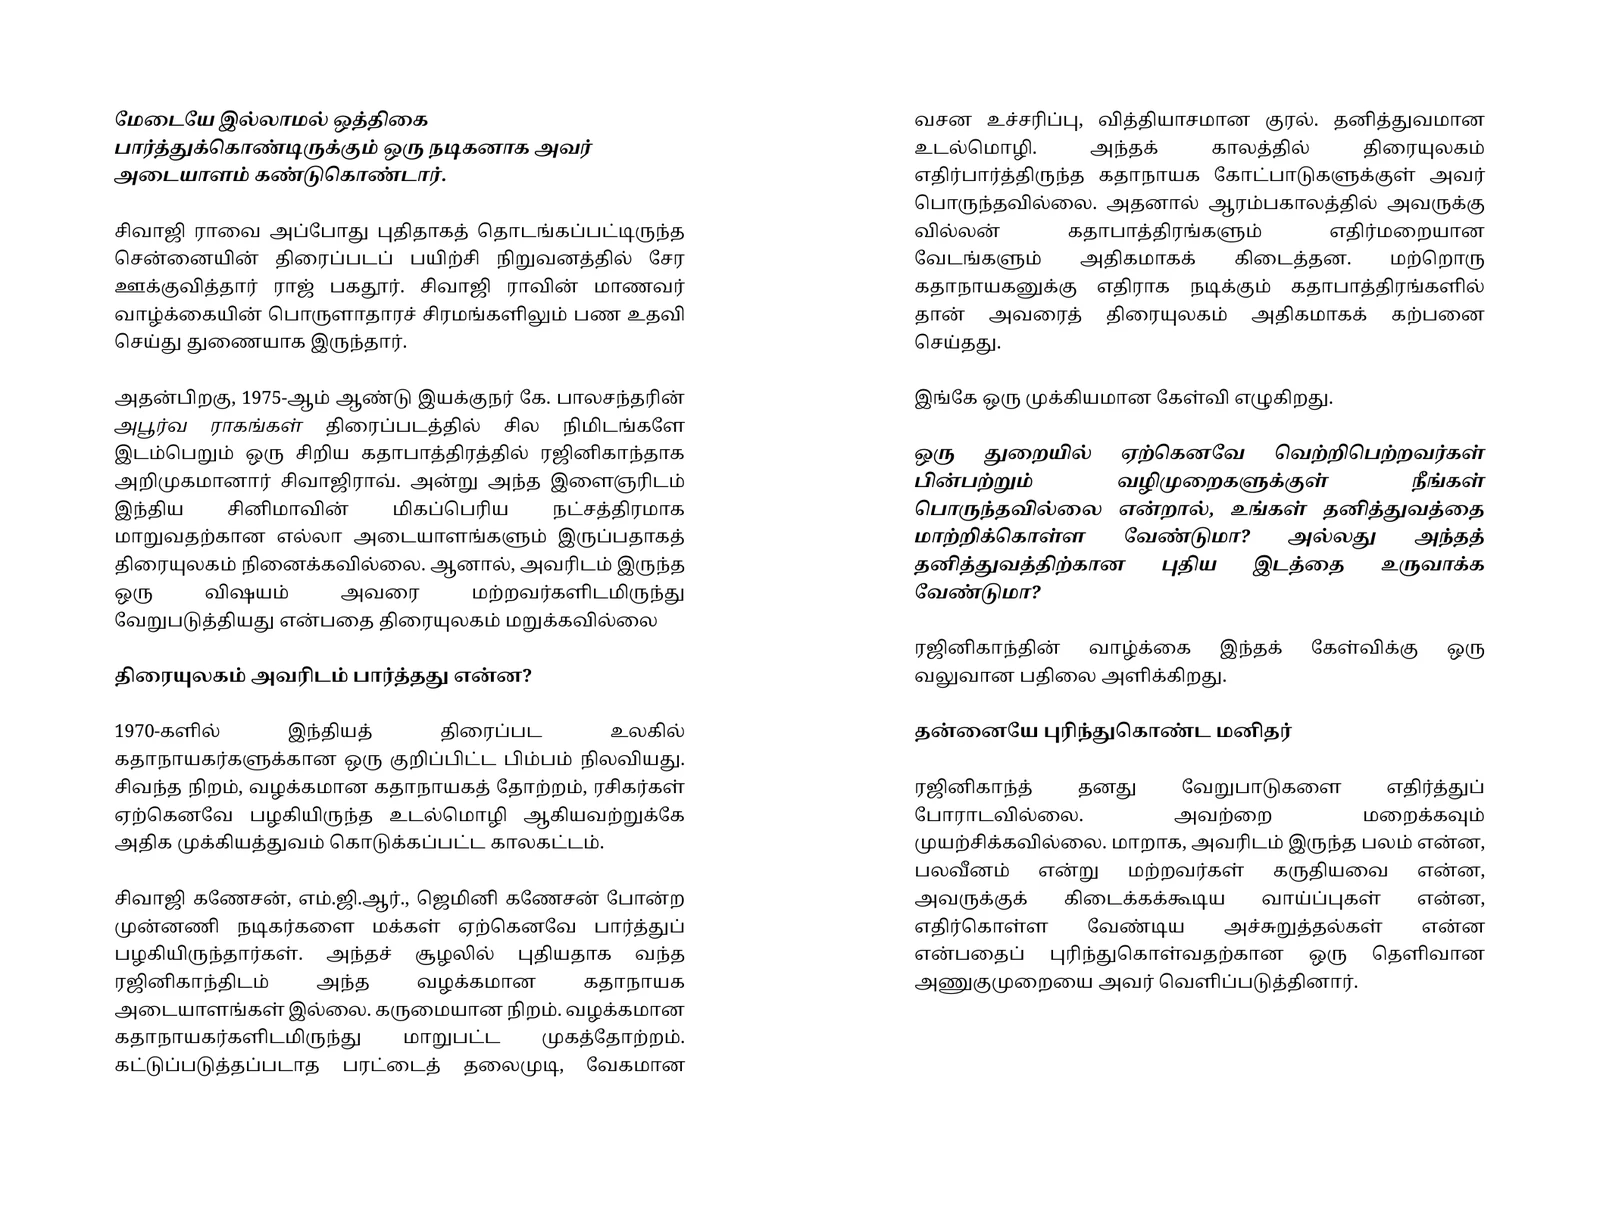 மேடையே இல்லாமல் ஒத்திகை
பார்த்துக்கொண்டிருக்கும் ஒரு நடிகனாக அவர்
அடையாளம் கண்டுகொண்டார்.
சிவாஜி ராவை அப்போது புதிதாகத் தொடங்கப்பட்டிருந்த
சென்னையின் திரைப்படப் பயிற்சி நிறுவனத்தில் சேர
ஊக்குவித்தார் ராஜ் பகதூர். சிவாஜி ராவின் மாணவர்
வாழ்க்கையின் பொருளாதாரச் சிரமங்களிலும் பண உதவி
செய்து துணையாக இருந்தார்.
அதன்பிறகு, 1975-ஆம் ஆண்டு இயக்குநர் கே. பாலசந்தரின்
அபூர்வ ராகங்கள் திரைப்படத்தில் சில நிமிடங்களே
இடம்பெறும் ஒரு சிறிய கதாபாத்திரத்தில் ரஜினிகாந்தாக
அறிமுகமானார் சிவாஜிராவ். அன்று அந்த இளைஞரிடம்
இந்திய சினிமாவின் மிகப்பெரிய நட்சத்திரமாக
மாறுவதற்கான எல்லா அடையாளங்களும் இருப்பதாகத்
திரையுலகம் நினைக்கவில்லை. ஆனால், அவரிடம் இருந்த
ஒரு விஷயம் அவரை மற்றவர்களிடமிருந்து
வேறுபடுத்தியது என்பதை திரையுலகம் மறுக்கவில்லை
திரையுலகம் அவரிடம் பார்த்தது என்ன?
1970-களில் இந்தியத் திரைப்பட உலகில்
கதாநாயகர்களுக்கான ஒரு குறிப்பிட்ட பிம்பம் நிலவியது.
சிவந்த நிறம், வழக்கமான கதாநாயகத் தோற்றம், ரசிகர்கள்
ஏற்கெனவே பழகியிருந்த உடல்மொழி ஆகியவற்றுக்கே
அதிக முக்கியத்துவம் கொடுக்கப்பட்ட காலகட்டம்.
சிவாஜி கணேசன், எம்.ஜி.ஆர்., ஜெமினி கணேசன் போன்ற
முன்னணி நடிகர்களை மக்கள் ஏற்கெனவே பார்த்துப்
பழகியிருந்தார்கள். அந்தச் சூழலில் புதியதாக வந்த
ரஜினிகாந்திடம் அந்த வழக்கமான கதாநாயக
அடையாளங்கள் இல்லை. கருமையான நிறம். வழக்கமான
கதாநாயகர்களிடமிருந்து மாறுபட்ட முகத்தோற்றம்.
கட்டுப்படுத்தப்படாத பரட்டைத் தலைமுடி, வேகமான
வசன உச்சரிப்பு, வித்தியாசமான குரல். தனித்துவமான
உடல்மொழி. அந்தக் காலத்தில் திரையுலகம்
எதிர்பார்த்திருந்த கதாநாயக கோட்பாடுகளுக்குள் அவர்
பொருந்தவில்லை. அதனால் ஆரம்பகாலத்தில் அவருக்கு
வில்லன் கதாபாத்திரங்களும் எதிர்மறையான
வேடங்களும் அதிகமாகக் கிடைத்தன. மற்றொரு
கதாநாயகனுக்கு எதிராக நடிக்கும் கதாபாத்திரங்களில்
தான் அவரைத் திரையுலகம் அதிகமாகக் கற்பனை
செய்தது.
இங்கே ஒரு முக்கியமான கேள்வி எழுகிறது.
ஒரு துறையில் ஏற்கெனவே வெற்றிபெற்றவர்கள்
பின்பற்றும் வழிமுறைகளுக்குள் நீங்கள்
பொருந்தவில்லை என்றால், உங்கள் தனித்துவத்தை
மாற்றிக்கொள்ள வேண்டுமா? அல்லது அந்தத்
தனித்துவத்திற்கான புதிய இடத்தை உருவாக்க
வேண்டுமா?
ரஜினிகாந்தின் வாழ்க்கை இந்தக் கேள்விக்கு ஒரு
வலுவான பதிலை அளிக்கிறது.
தன்னையே புரிந்துகொண்ட மனிதர்
ரஜினிகாந்த் தனது வேறுபாடுகளை எதிர்த்துப்
போராடவில்லை. அவற்றை மறைக்கவும்
முயற்சிக்கவில்லை. மாறாக, அவரிடம் இருந்த பலம் என்ன,
பலவீனம் என்று மற்றவர்கள் கருதியவை என்ன,
அவருக்குக் கிடைக்கக்கூடிய வாய்ப்புகள் என்ன,
எதிர்கொள்ள வேண்டிய அச்சுறுத்தல்கள் என்ன
என்பதைப் புரிந்துகொள்வதற்கான ஒரு தெளிவான
அணுகுமுறையை அவர் வெளிப்படுத்தினார்.